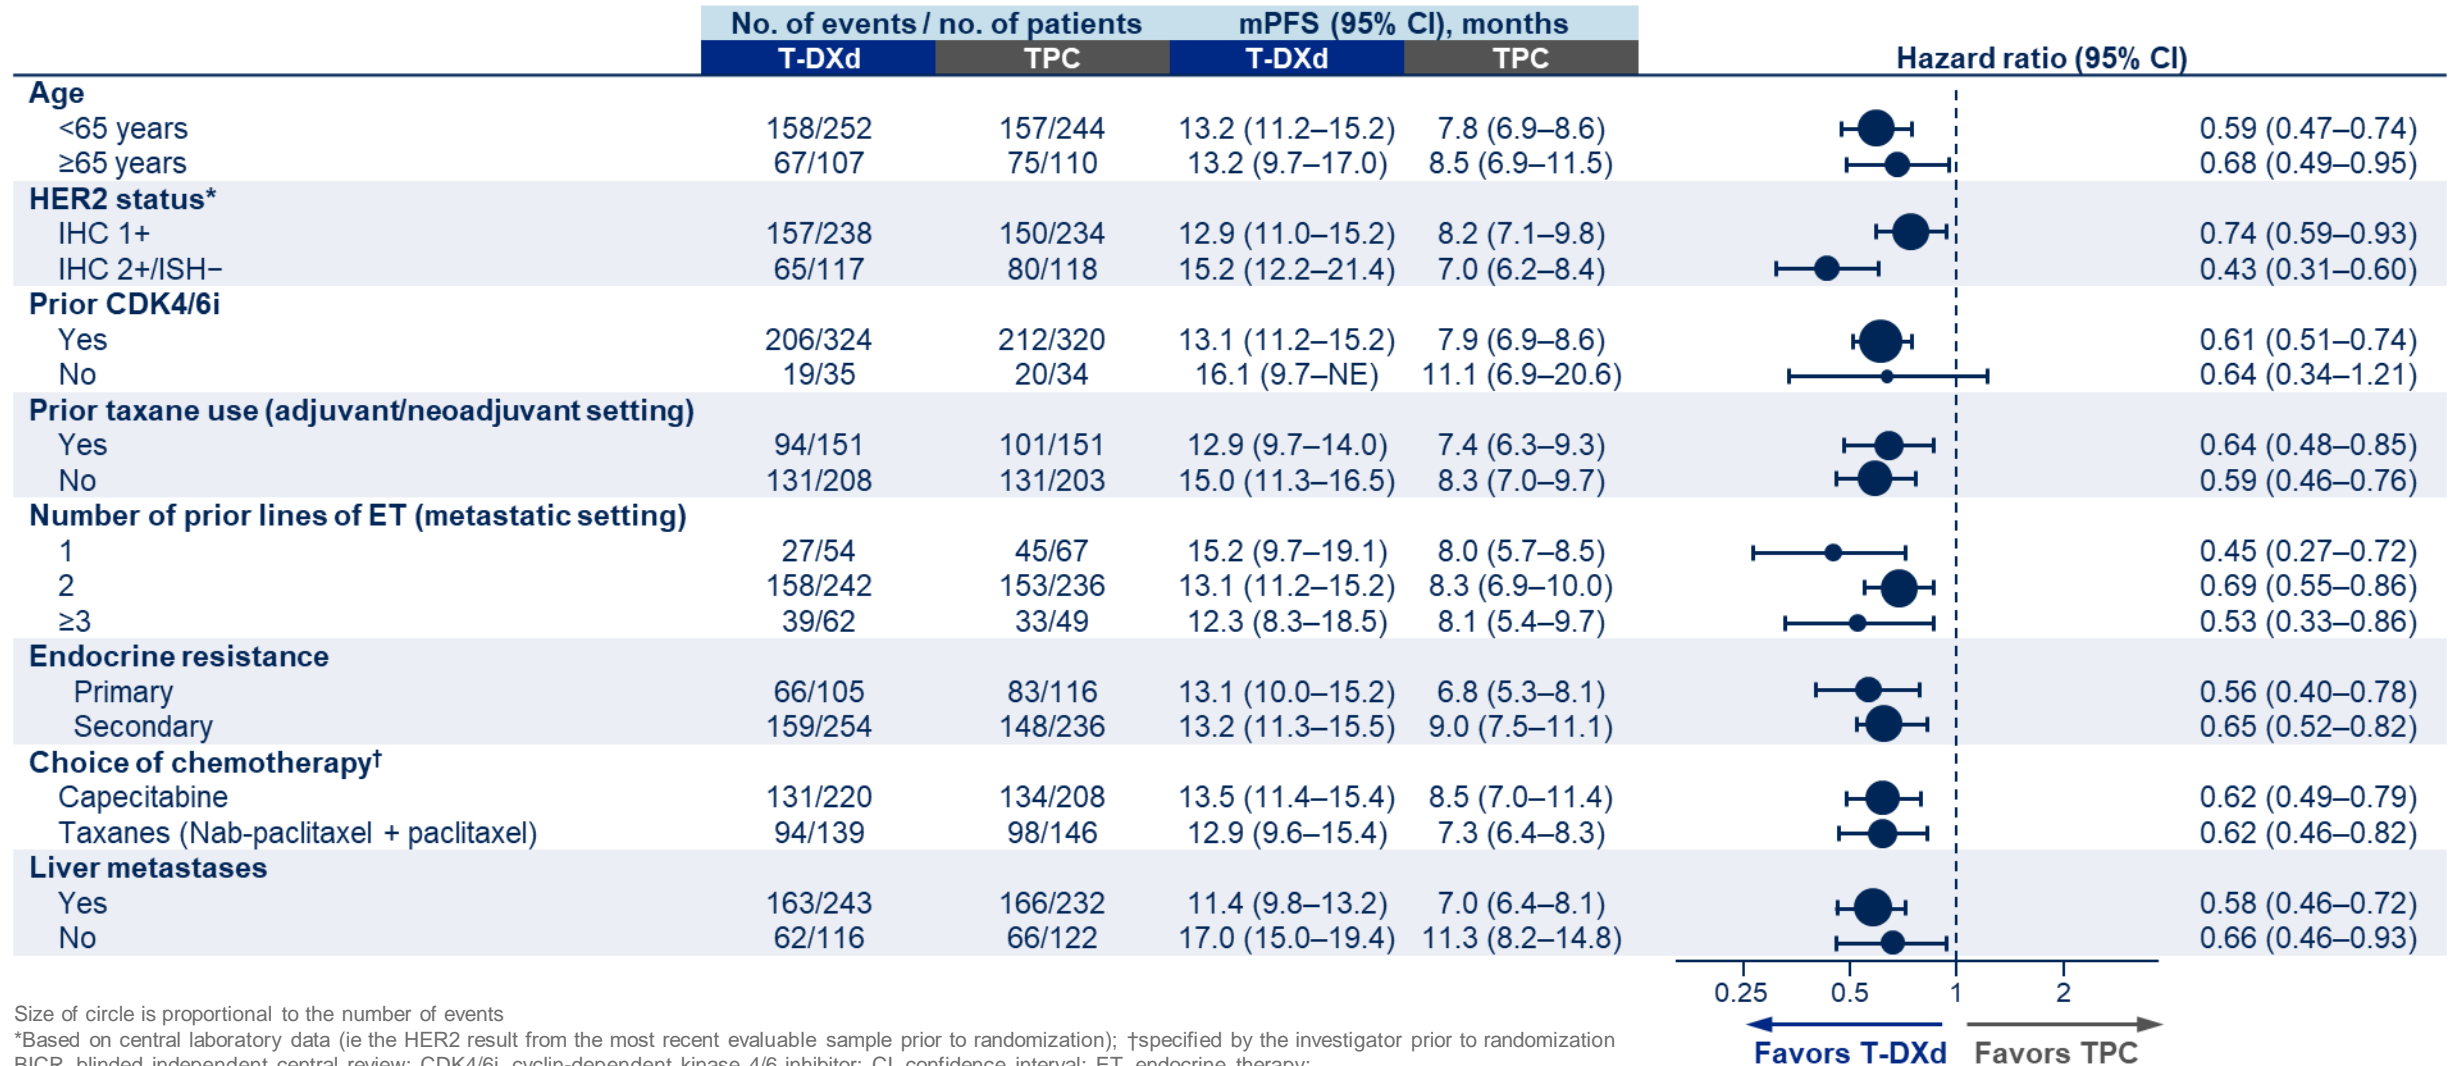 No. of events / no. of patients mPFS (95% CI), months
T-DXd TPC T-DXd TPC Hazard ratio (95% CI)
Age
<65 years 158/252 157/244 13.2 (11.2–15.2) 7.8 (6.9–8.6) 0.59 (0.47–0.74)
≥65 years 67/107 75/110 13.2 (9.7–17.0) 8.5 (6.9–11.5) 0.68 (0.49–0.95)
HER2 status*
IHC 1+ 157/238 150/234 12.9 (11.0–15.2) 8.2 (7.1–9.8) 0.74 (0.59–0.93)
IHC 2+/ISH− 65/117 80/118 15.2 (12.2–21.4) 7.0 (6.2–8.4) 0.43 (0.31–0.60)
Prior CDK4/6i
Yes 206/324 212/320 13.1 (11.2–15.2) 7.9 (6.9–8.6) 0.61 (0.51–0.74)
No 19/35 20/34 16.1 (9.7–NE) 11.1 (6.9–20.6) 0.64 (0.34–1.21)
Prior taxane use (adjuvant/neoadjuvant setting)
Yes 94/151 101/151 12.9 (9.7–14.0) 7.4 (6.3–9.3) 0.64 (0.48–0.85)
No 131/208 131/203 15.0 (11.3–16.5) 8.3 (7.0–9.7) 0.59 (0.46–0.76)
Number of prior lines of ET (metastatic setting)
1 27/54 45/67 15.2 (9.7–19.1) 8.0 (5.7–8.5) 0.45 (0.27–0.72)
2 158/242 153/236 13.1 (11.2–15.2) 8.3 (6.9–10.0) 0.69 (0.55–0.86)
≥3 39/62 33/49 12.3 (8.3–18.5) 8.1 (5.4–9.7) 0.53 (0.33–0.86)
Endocrine resistance
Primary 66/105 83/116 13.1 (10.0–15.2) 6.8 (5.3–8.1) 0.56 (0.40–0.78)
Secondary 159/254 148/236 13.2 (11.3–15.5) 9.0 (7.5–11.1) 0.65 (0.52–0.82)
Choice of chemotherapy†
Capecitabine 131/220 134/208 13.5 (11.4–15.4) 8.5 (7.0–11.4) 0.62 (0.49–0.79)
Taxanes (Nab-paclitaxel + paclitaxel) 94/139 98/146 12.9 (9.6–15.4) 7.3 (6.4–8.3) 0.62 (0.46–0.82)
Liver metastases
Yes 163/243 166/232 11.4 (9.8–13.2) 7.0 (6.4–8.1) 0.58 (0.46–0.72)
No 62/116 66/122 17.0 (15.0–19.4) 11.3 (8.2–14.8) 0.66 (0.46–0.93)
0.25 0.5 1 2
Favors T-DXd Favors TPC
Size of circle is proportional to the number of events
*Based on central laboratory data (ie the HER2 result from the most recent evaluable sample prior to randomization); †specified by the investigator prior to randomization
BICR, blinded independent central review; CDK4/6i, cyclin-dependent kinase 4/6 inhibitor; CI, confidence interval; ET, endocrine therapy;